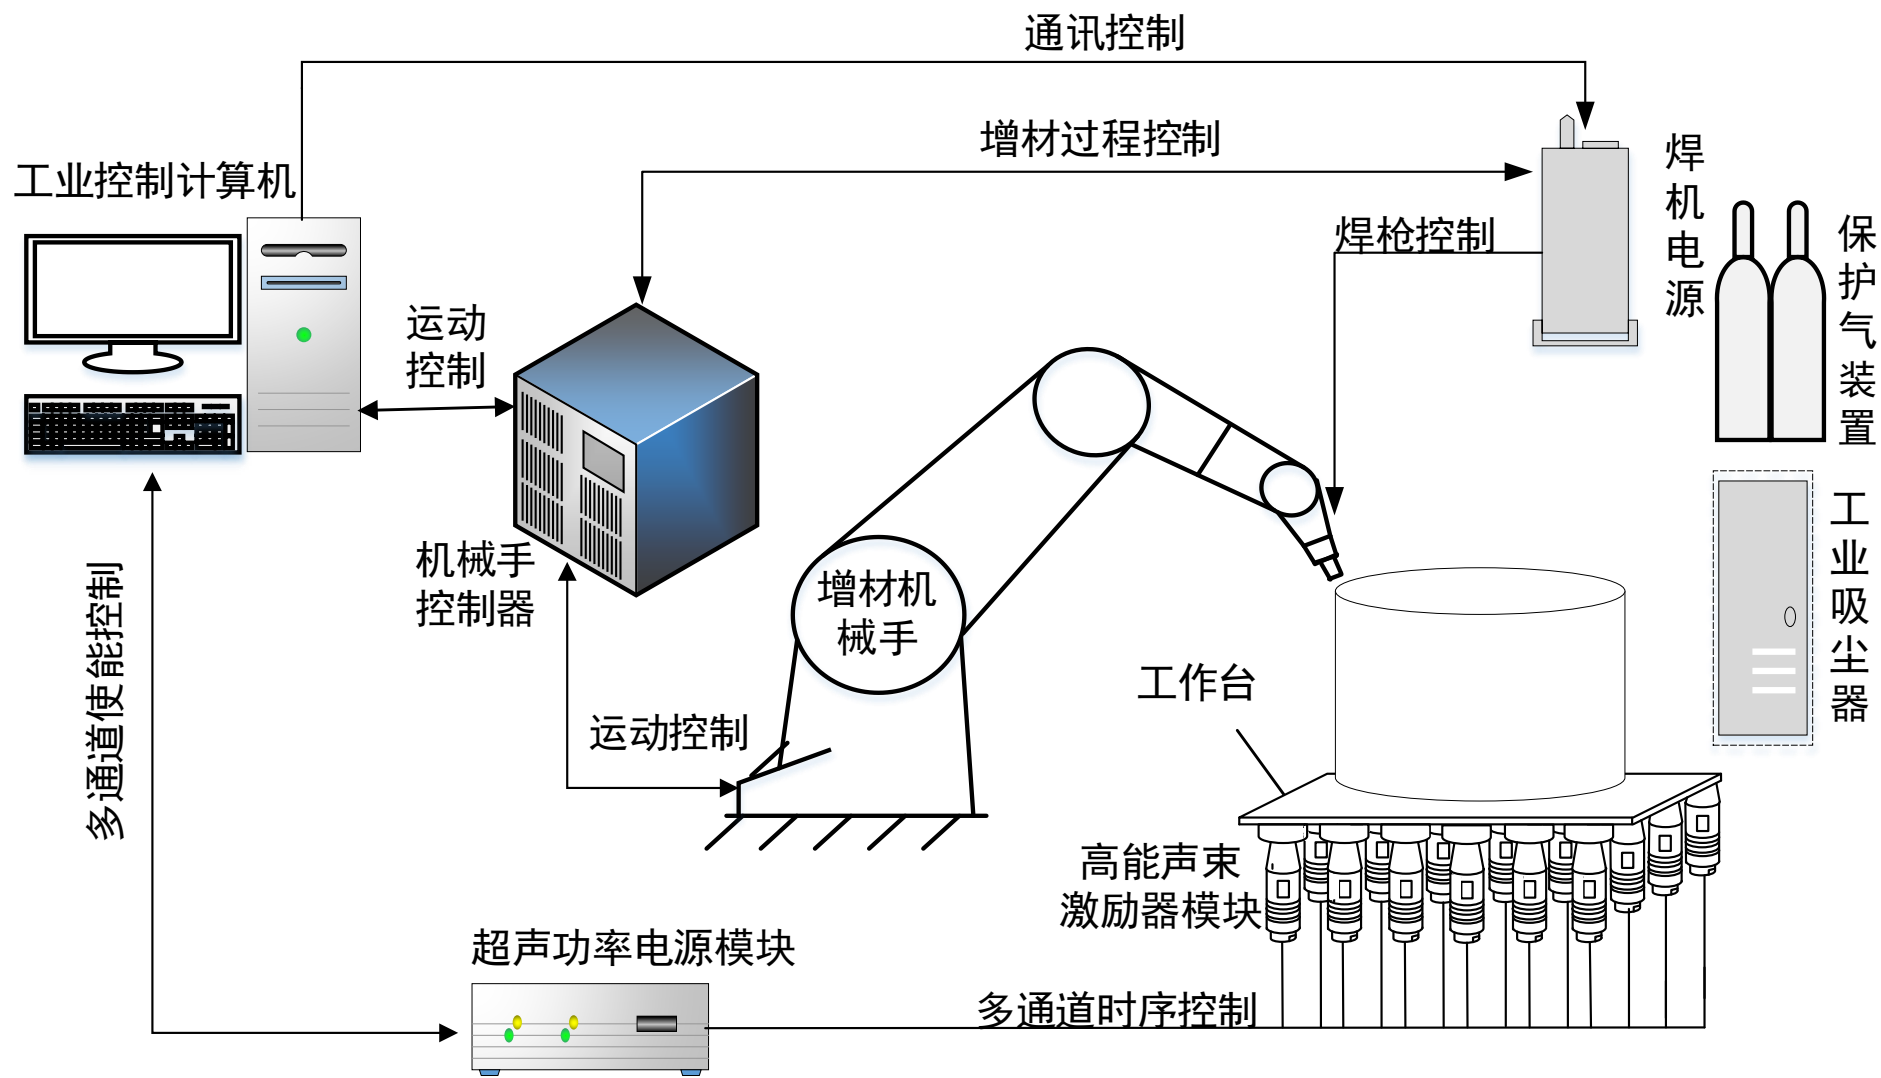 通讯控制
增材过程控制
工业控制计算机
焊机电源
焊枪控制
保护气装置
运动
控制
工业吸尘器
机械手
控制器
增材机
械手
多通道使能控制
工作台
运动控制
高能声束
激励器模块
超声功率电源模块
多通道时序控制